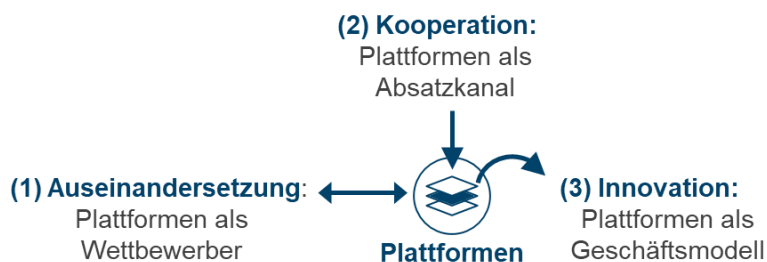 (2) Kooperation:
Plattformen als
Absatzkanal
(1) Auseinandersetzung:
Plattformen als
Wettbewerber
Plattformen
(3) Innovation:
Plattformen als
Geschäftsmodell